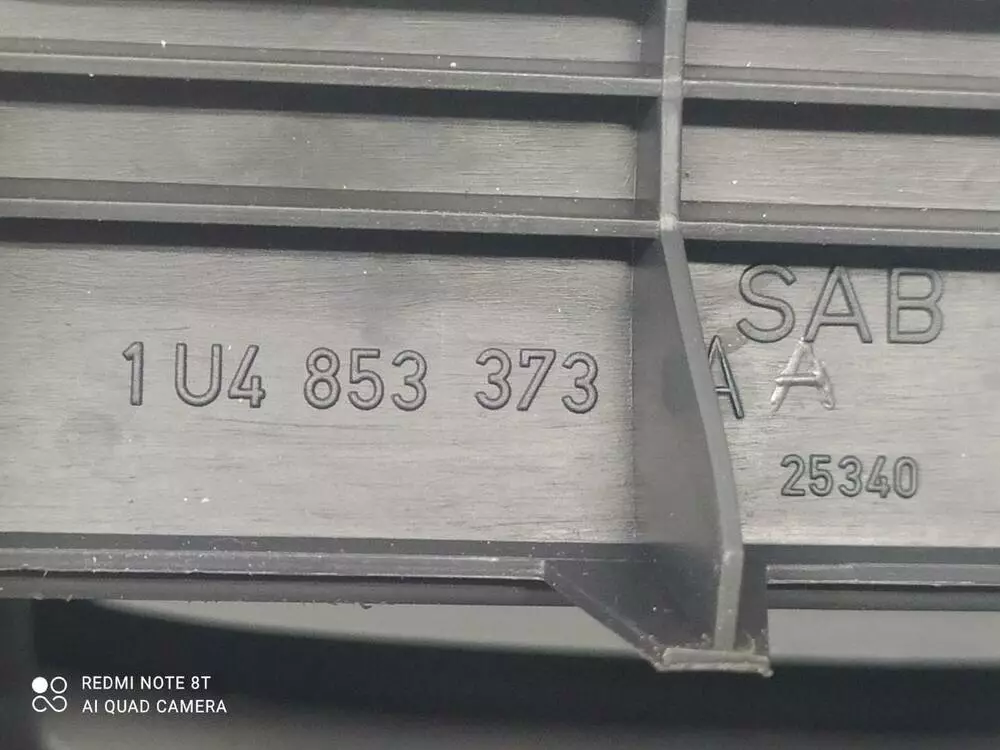 SAB
1U4 853 373 A A
25340
REDMI NOTE 8T
AI QUAD CAMERA